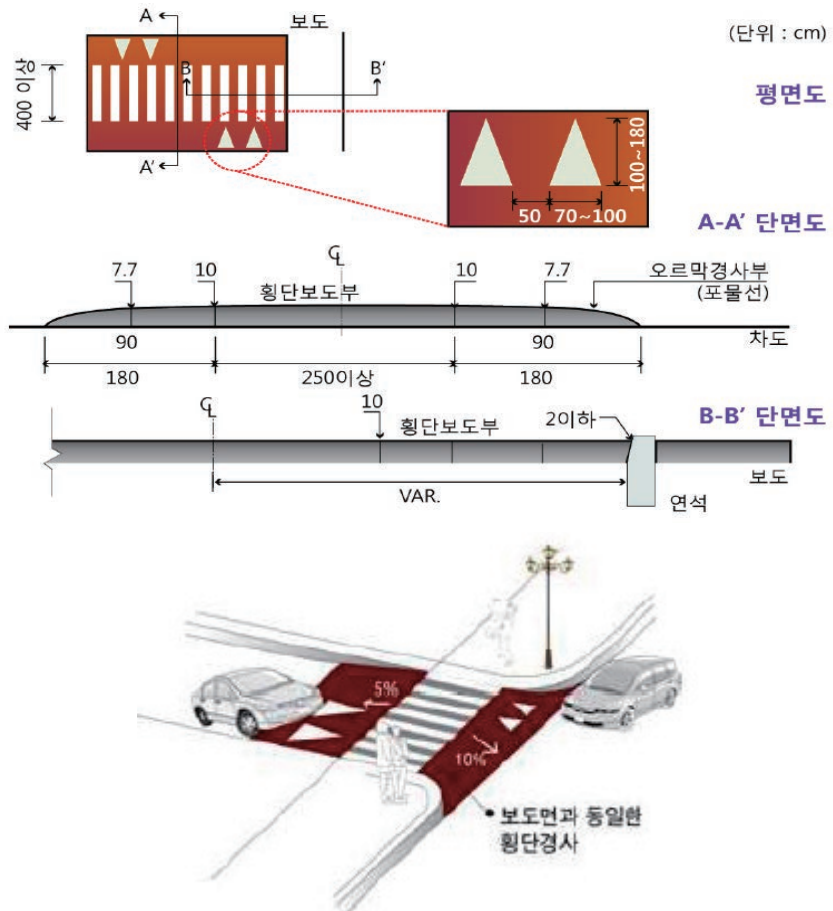 A
보도
(단위 : cm)
B
B'
400 이상
평면도
A'
100~180
50
70~100
A-A' 단면도
C
L
7.7
10
횡단보도부
10
7.7
오르막경사부
(포물선)
90
90
차도
180
250이상
180
B-B' 단면도
C
L
10
횡단보도부
2이하
보도
VAR.
연석
5%
10%
• 보도면과 동일한
횡단경사